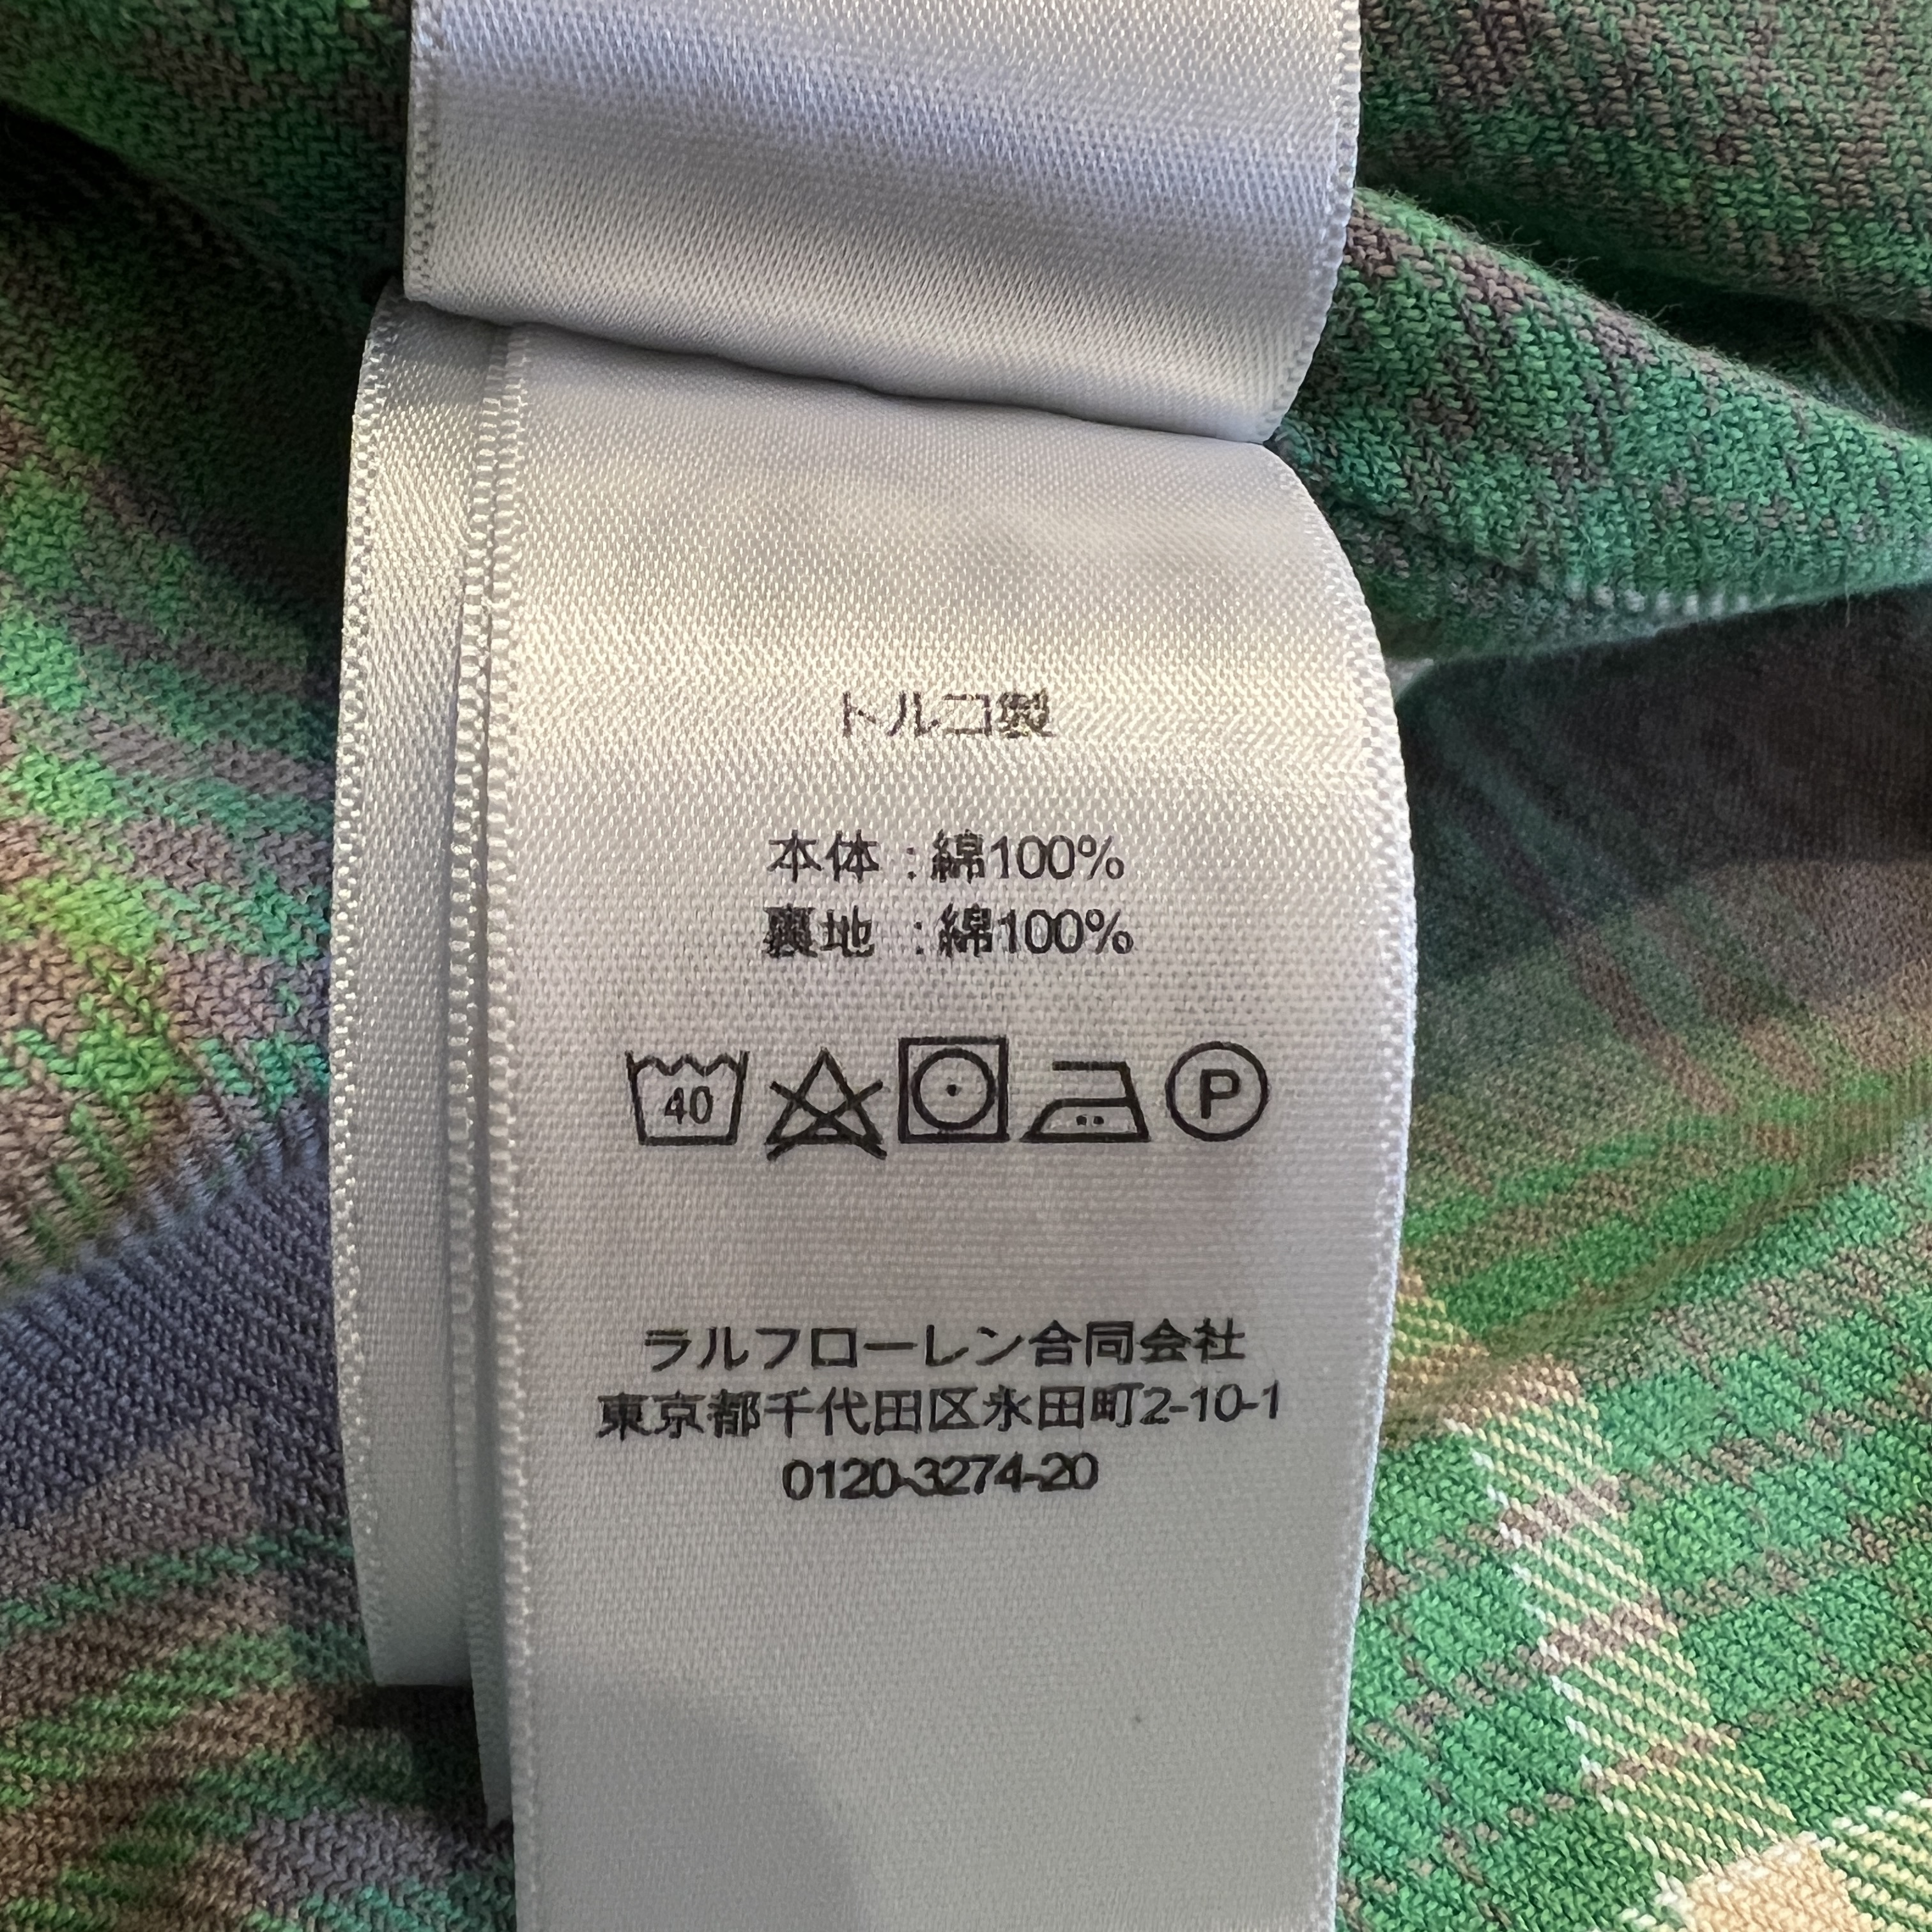 トルコ製
本体 : 綿100%
裏地 : 綿100%
40 P
ラルフローレン合同会社
東京都千代田区永田町2-10-1
0120-3274-20